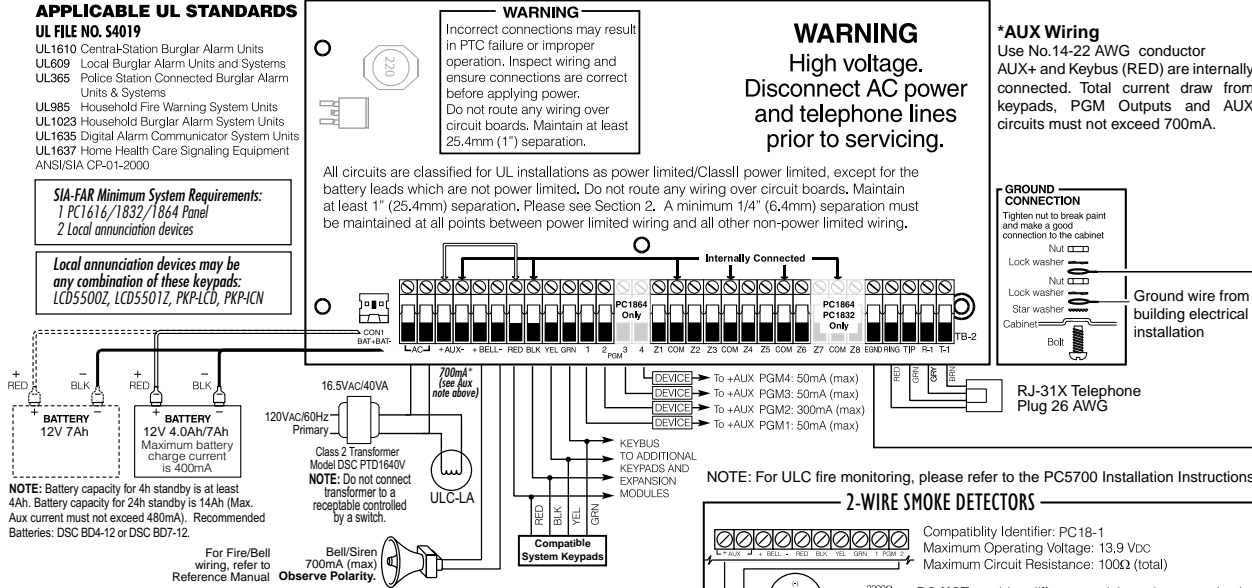 APPLICABLE UL STANDARDS
UL FILE NO. S4019
UL1610 Central-Station Burglar Alarm Units
UL609 Local Burglar Alarm Units and Systems
UL365 Police Station Connected Burglar Alarm
Units & Systems
UL985 Household Fire Warning System Units
UL1023 Household Burglar Alarm System Units
UL1635 Digital Alarm Communicator System Units
UL1637 Home Health Care Signaling Equipment
ANSI/SIA CP-01-2000
SIA-FAR Minimum System Requirements:
1 PC1616/1832/1864 Panel
2 Local annunciation devices
Local annunciation devices may be
any combination of these keypads:
LCD5500Z, LCD5501Z, PKP-LCD, PKP-ICN
220
WARNING
Incorrect connections may result
in PTC failure or improper
operation. Inspect wiring and
ensure connections are correct
before applying power.
Do not route any wiring over
circuit boards. Maintain at least
25.4mm (1") separation.
WARNING
High voltage.
Disconnect AC power
and telephone lines
prior to servicing.
All circuits are classified for UL installations as power limited/ClassII power limited, except for the
battery leads which are not power limited. Do not route any wiring over circuit boards. Maintain
at least 1" (25.4mm) separation. Please see Section 2. A minimum 1/4" (6.4mm) separation must
be maintained at all points between power limited wiring and all other non-power limited wiring.
*AUX Wiring
Use No.14-22 AWG conductor
AUX+ and Keybus (RED) are internally
connected. Total current draw from
keypads, PGM Outputs and AUX
circuits must not exceed 700mA.
GROUND
CONNECTION
Tighten nut to break paint
and make a good
connection to the cabinet
Nut
Lock washer
Nut
Lock washer
Star washer
Cabinet
Bolt
Ground wire from
building electrical
installation
Internally Connected
PC1864
Only
PC1864
PC1832
Only
TB-2
CON1
BAT+BAT-
AC +AUX- + BELL- RED BLK YEL GRN 1 2 PGM 3 4 Z1 COM Z2 Z3 COM Z4 Z5 COM Z6 Z7 COM Z8 EGND RING TIP R-1 T-1
+ RED - BLK + RED - BLK
+ -
BATTERY
12V 7Ah
+ -
BATTERY
12V 4.0Ah/7Ah
Maximum battery
charge current
is 400mA
NOTE: Battery capacity for 4h standby is at least
4Ah. Battery capacity for 24h standby is 14Ah (Max.
Aux current must not exceed 480mA). Recommended
Batteries: DSC BD4-12 or DSC BD7-12.
16.5VAC/40VA
120VAC/60Hz
Primary
Class 2 Transformer
Model DSC PTD1640V
NOTE: Do not connect
transformer to a
receptable controlled
by a switch.
700mA*
(see Aux
note above)
ULC-LA
For Fire/Bell
wiring, refer to
Reference Manual
Bell/Siren
700mA (max)
Observe Polarity.
RED BLK YEL GRN
Compatible
System Keypads
KEYBUS
TO ADDITIONAL
KEYPADS AND
EXPANSION
MODULES
DEVICE To +AUX PGM4: 50mA (max)
DEVICE To +AUX PGM3: 50mA (max)
DEVICE To +AUX PGM2: 300mA (max)
DEVICE To +AUX PGM1: 50mA (max)
RED GRN GRY BRN
RJ-31X Telephone
Plug 26 AWG
NOTE: For ULC fire monitoring, please refer to the PC5700 Installation Instructions
2-WIRE SMOKE DETECTORS
+ AUX - + BELL - RED BLK YEL GRN 1 PGM 2
Compatiblity Identifier: PC18-1
Maximum Operating Voltage: 13.9 VDC
Maximum Circuit Resistance: 100Ω (total)
(-)
2200Ω